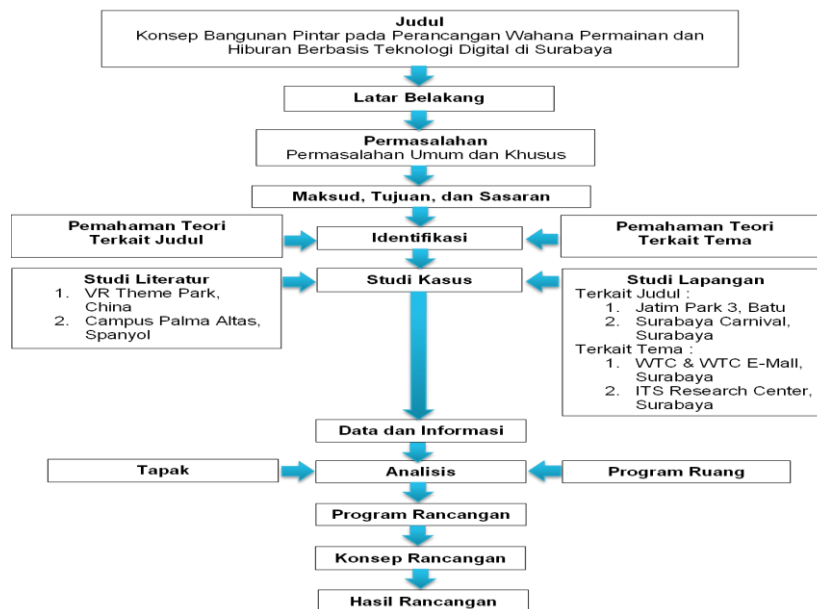 Judul
Konsep Bangunan Pintar pada Perancangan Wahana Permainan dan
Hiburan Berbasis Teknologi Digital di Surabaya
Latar Belakang
Permasalahan
Permasalahan Umum dan Khusus
Maksud, Tujuan, dan Sasaran
Pemahaman Teori
Terkait Judul
Identifikasi
Pemahaman Teori
Terkait Tema
Studi Literatur
1. VR Theme Park,
China
2. Campus Palma Altas,
Spanyol
Studi Kasus
Studi Lapangan
Terkait Judul :
1. Jatim Park 3, Batu
2. Surabaya Carnival,
Surabaya
Terkait Tema :
1. WTC & WTC E-Mall,
Surabaya
2. ITS Research Center,
Surabaya
Data dan Informasi
Tapak
Analisis
Program Ruang
Program Rancangan
Konsep Rancangan
Hasil Rancangan